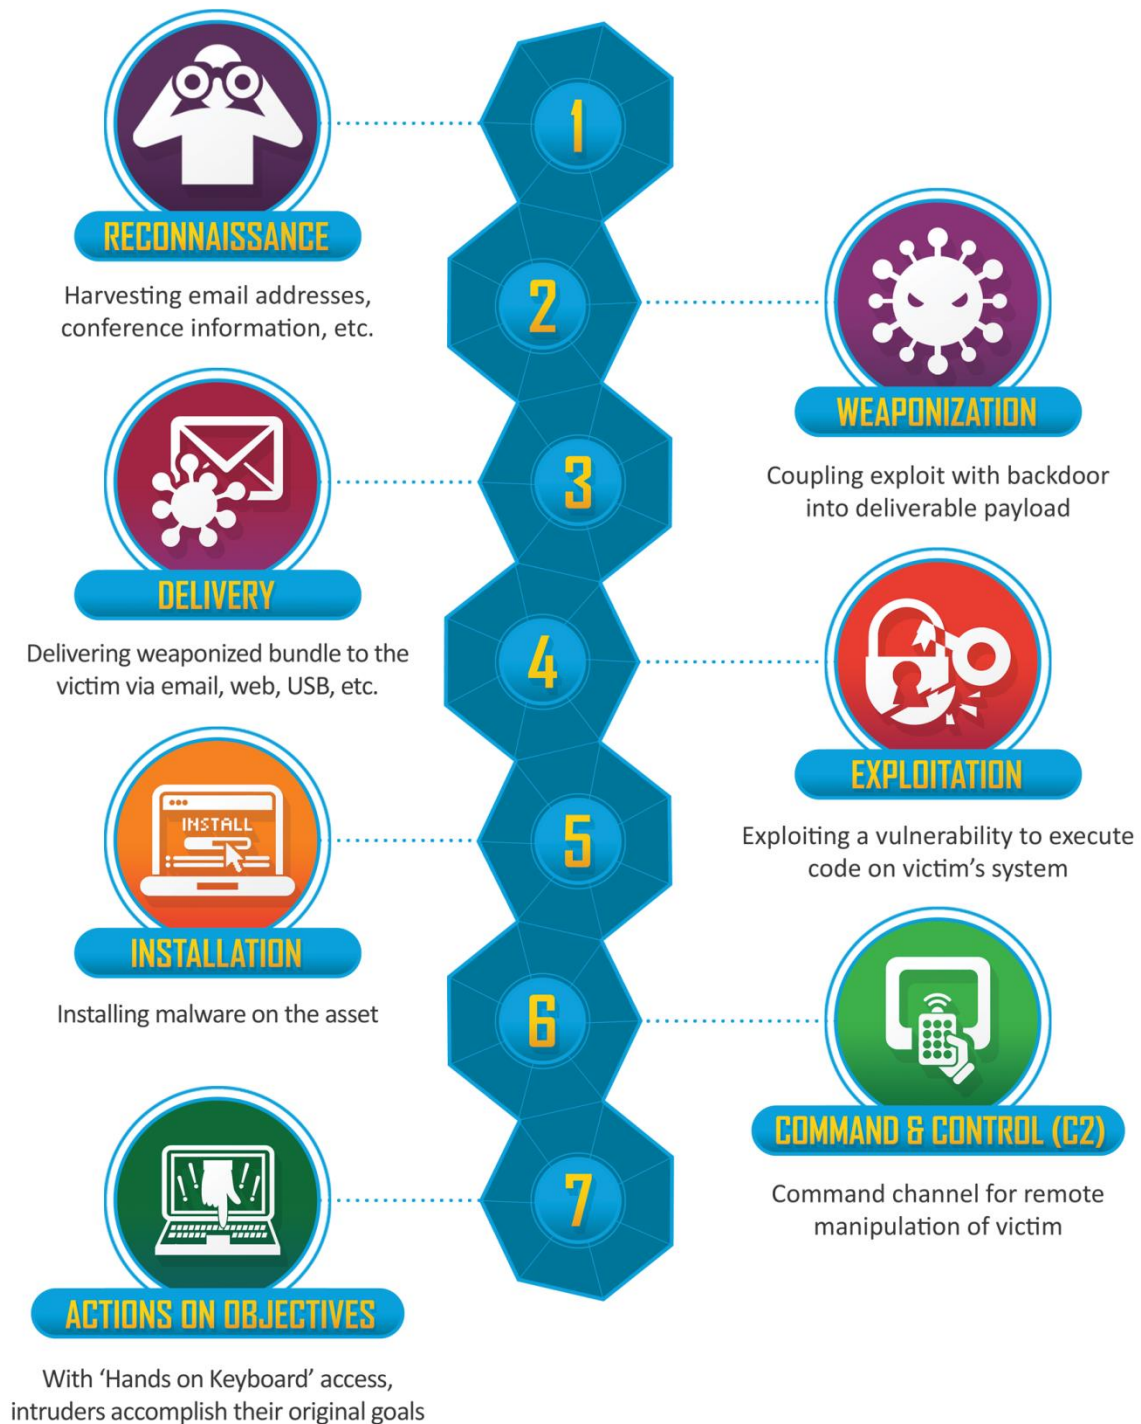 1
RECONNAISSANCE
Harvesting email addresses,
conference information, etc.
2
WEAPONIZATION
Coupling exploit with backdoor
into deliverable payload
3
DELIVERY
Delivering weaponized bundle to the
victim via email, web, USB, etc.
4
EXPLOITATION
Exploiting a vulnerability to execute
code on victim’s system
5
INSTALL
INSTALLATION
Installing malware on the asset
6
COMMAND & CONTROL (C2)
Command channel for remote
manipulation of victim
7
! ! ! !
ACTIONS ON OBJECTIVES
With ‘Hands on Keyboard’ access,
intruders accomplish their original goals